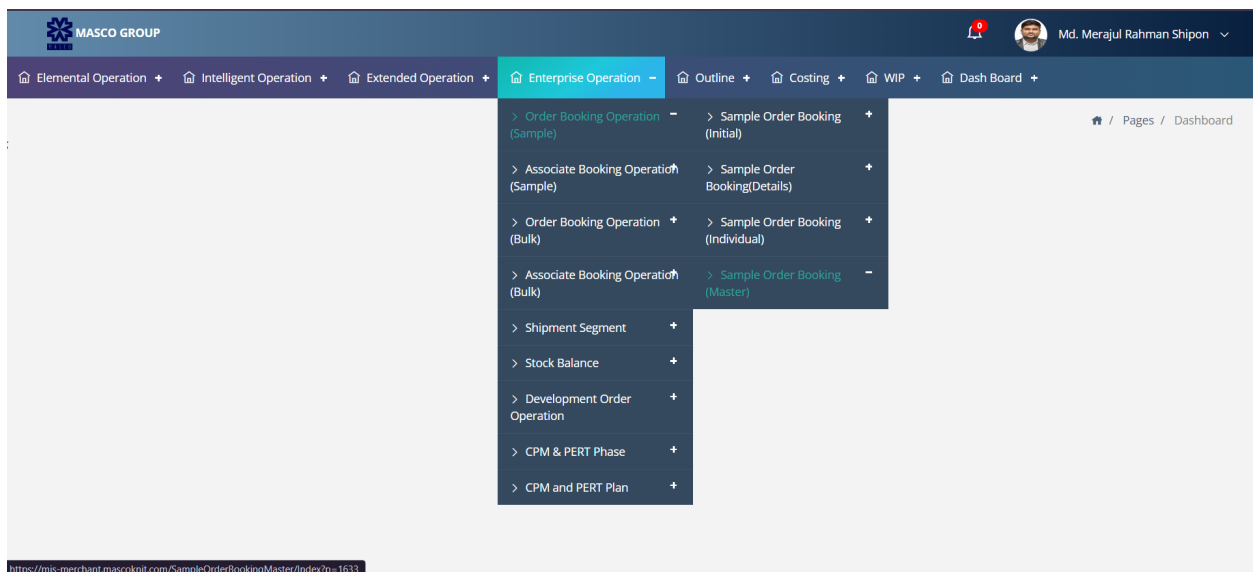 MASCO GROUP
MASCO
Md. Merajul Rahman Shipon
Elemental Operation +
Intelligent Operation +
Extended Operation +
Enterprise Operation −
Outline +
Costing +
WIP +
Dash Board +
/ Pages / Dashboard
> Order Booking Operation −
(Sample)
> Associate Booking Operation +
(Sample)
> Order Booking Operation +
(Bulk)
> Associate Booking Operation +
(Bulk)
> Shipment Segment +
> Stock Balance +
> Development Order +
Operation
> CPM & PERT Phase +
> CPM and PERT Plan +
> Sample Order Booking +
(Initial)
> Sample Order +
Booking(Details)
> Sample Order Booking +
(Individual)
> Sample Order Booking −
(Master)
https://mis-merchant.mascoknit.com/SampleOrderBookingMaster/Index?n=1633